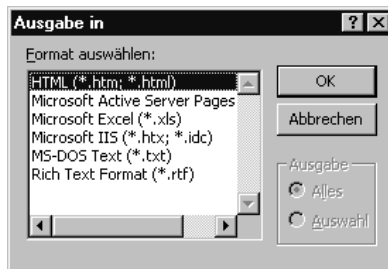 Ausgabe in
Format auswählen:
HTML (*.htm; *.html)
Microsoft Active Server Pages
Microsoft Excel (*.xls)
Microsoft IIS (*.htx; *.idc)
MS-DOS Text (*.txt)
Rich Text Format (*.rtf)
OK
Abbrechen
Ausgabe
Alles
Auswahl